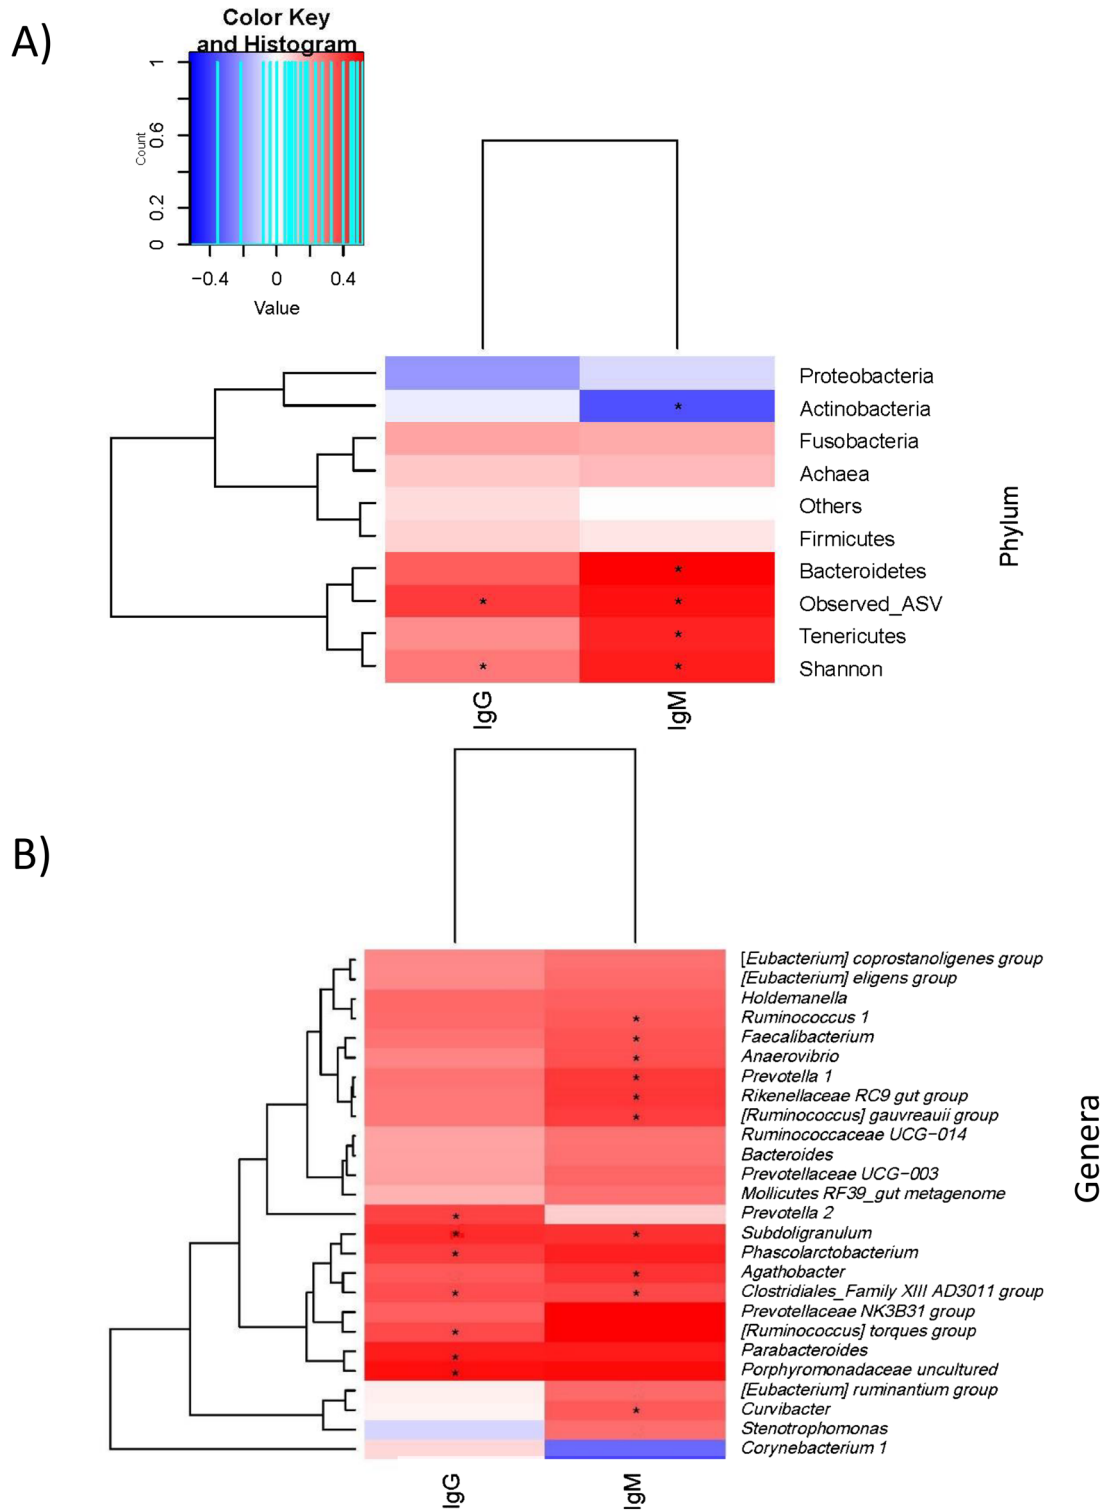 A)
Color Key
and Histogram
Count
0 0.2 0.6 1
−0.4 0 0.4
Value
Proteobacteria
* Actinobacteria
Fusobacteria
Achaea
Others
Firmicutes
* Bacteroidetes
* * Observed_ASV
* Tenericutes
* * Shannon
Phylum
IgG IgM
B)
[Eubacterium] coprostanoligenes group
[Eubacterium] eligens group
Holdemanella
* Ruminococcus 1
* Faecalibacterium
* Anaerovibrio
* Prevotella 1
* Rikenellaceae RC9 gut group
* [Ruminococcus] gauvreauii group
Ruminococcaceae UCG−014
Bacteroides
Prevotellaceae UCG−003
Mollicutes RF39_gut metagenome
* Prevotella 2
* * Subdoligranulum
* Phascolarctobacterium
* Agathobacter
* * Clostridiales_Family XIII AD3011 group
Prevotellaceae NK3B31 group
* [Ruminococcus] torques group
* Parabacteroides
* Porphyromonadaceae uncultured
[Eubacterium] ruminantium group
* Curvibacter
Stenotrophomonas
Corynebacterium 1
Genera
IgG IgM